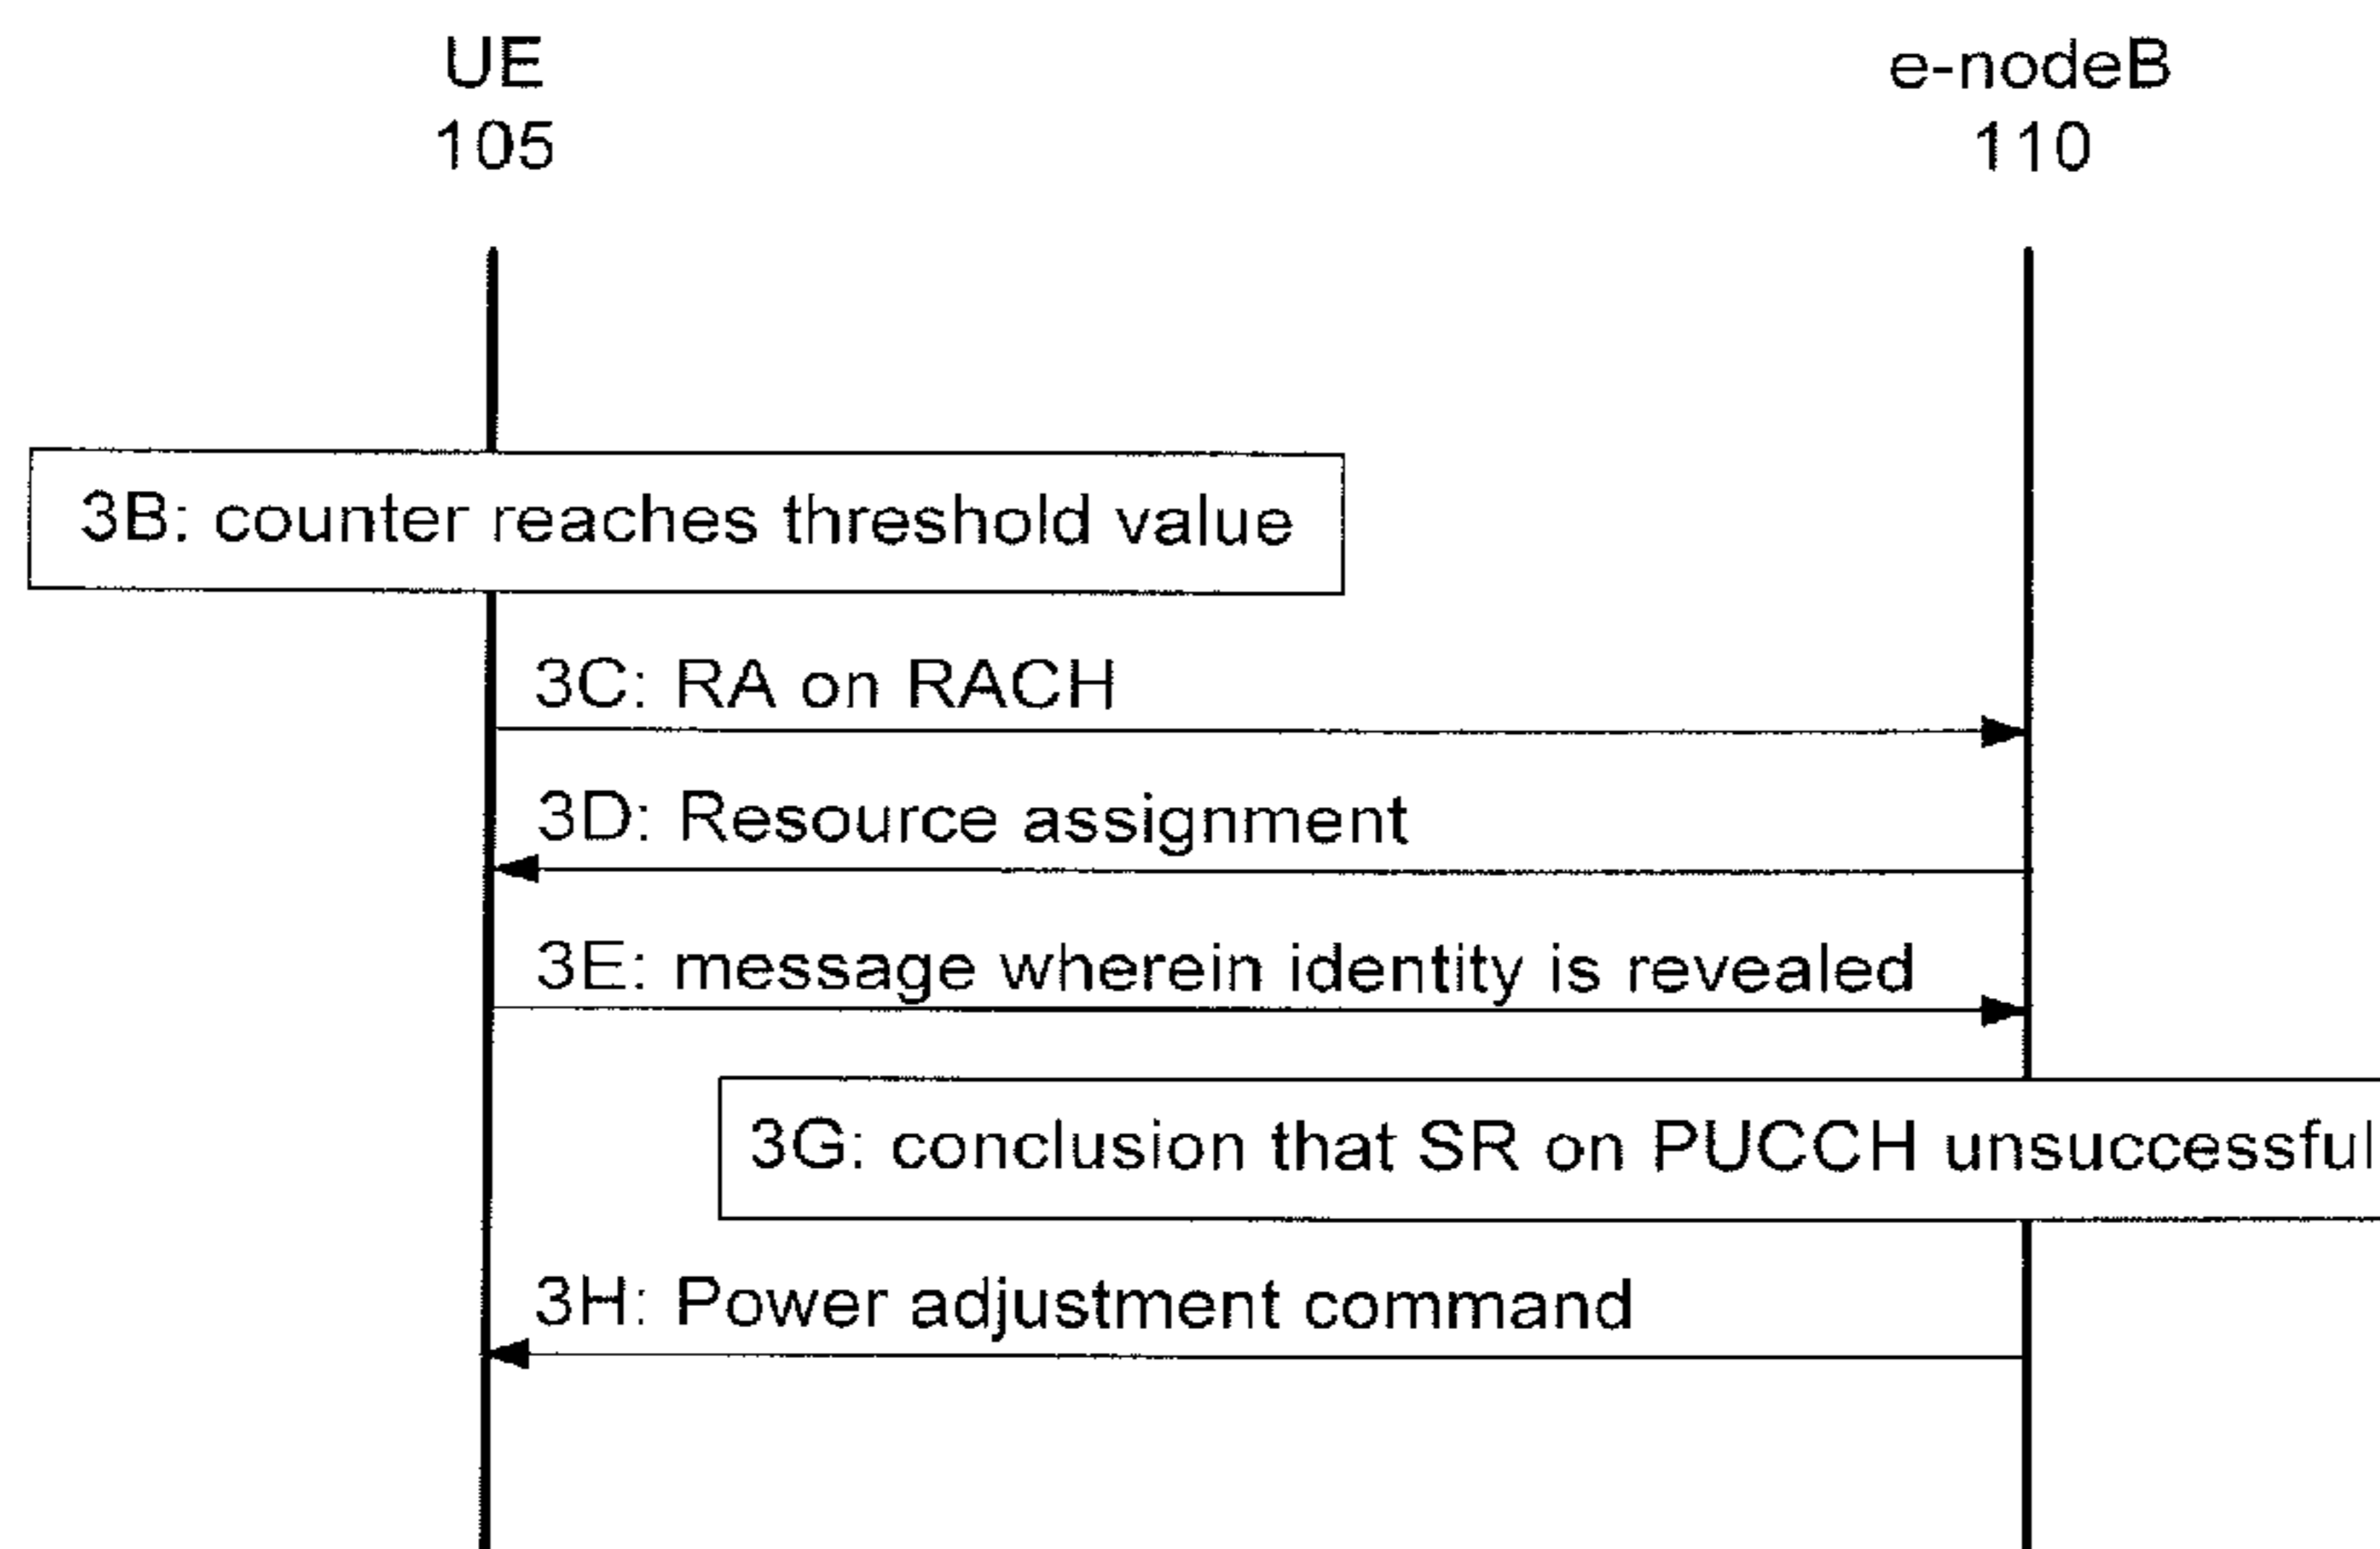 UE
105
e-nodeB
110
3B: counter reaches threshold value
3C: RA on RACH
3D: Resource assignment
3E: message wherein identity is revealed
3G: conclusion that SR on PUCCH unsuccessful
3H: Power adjustment command